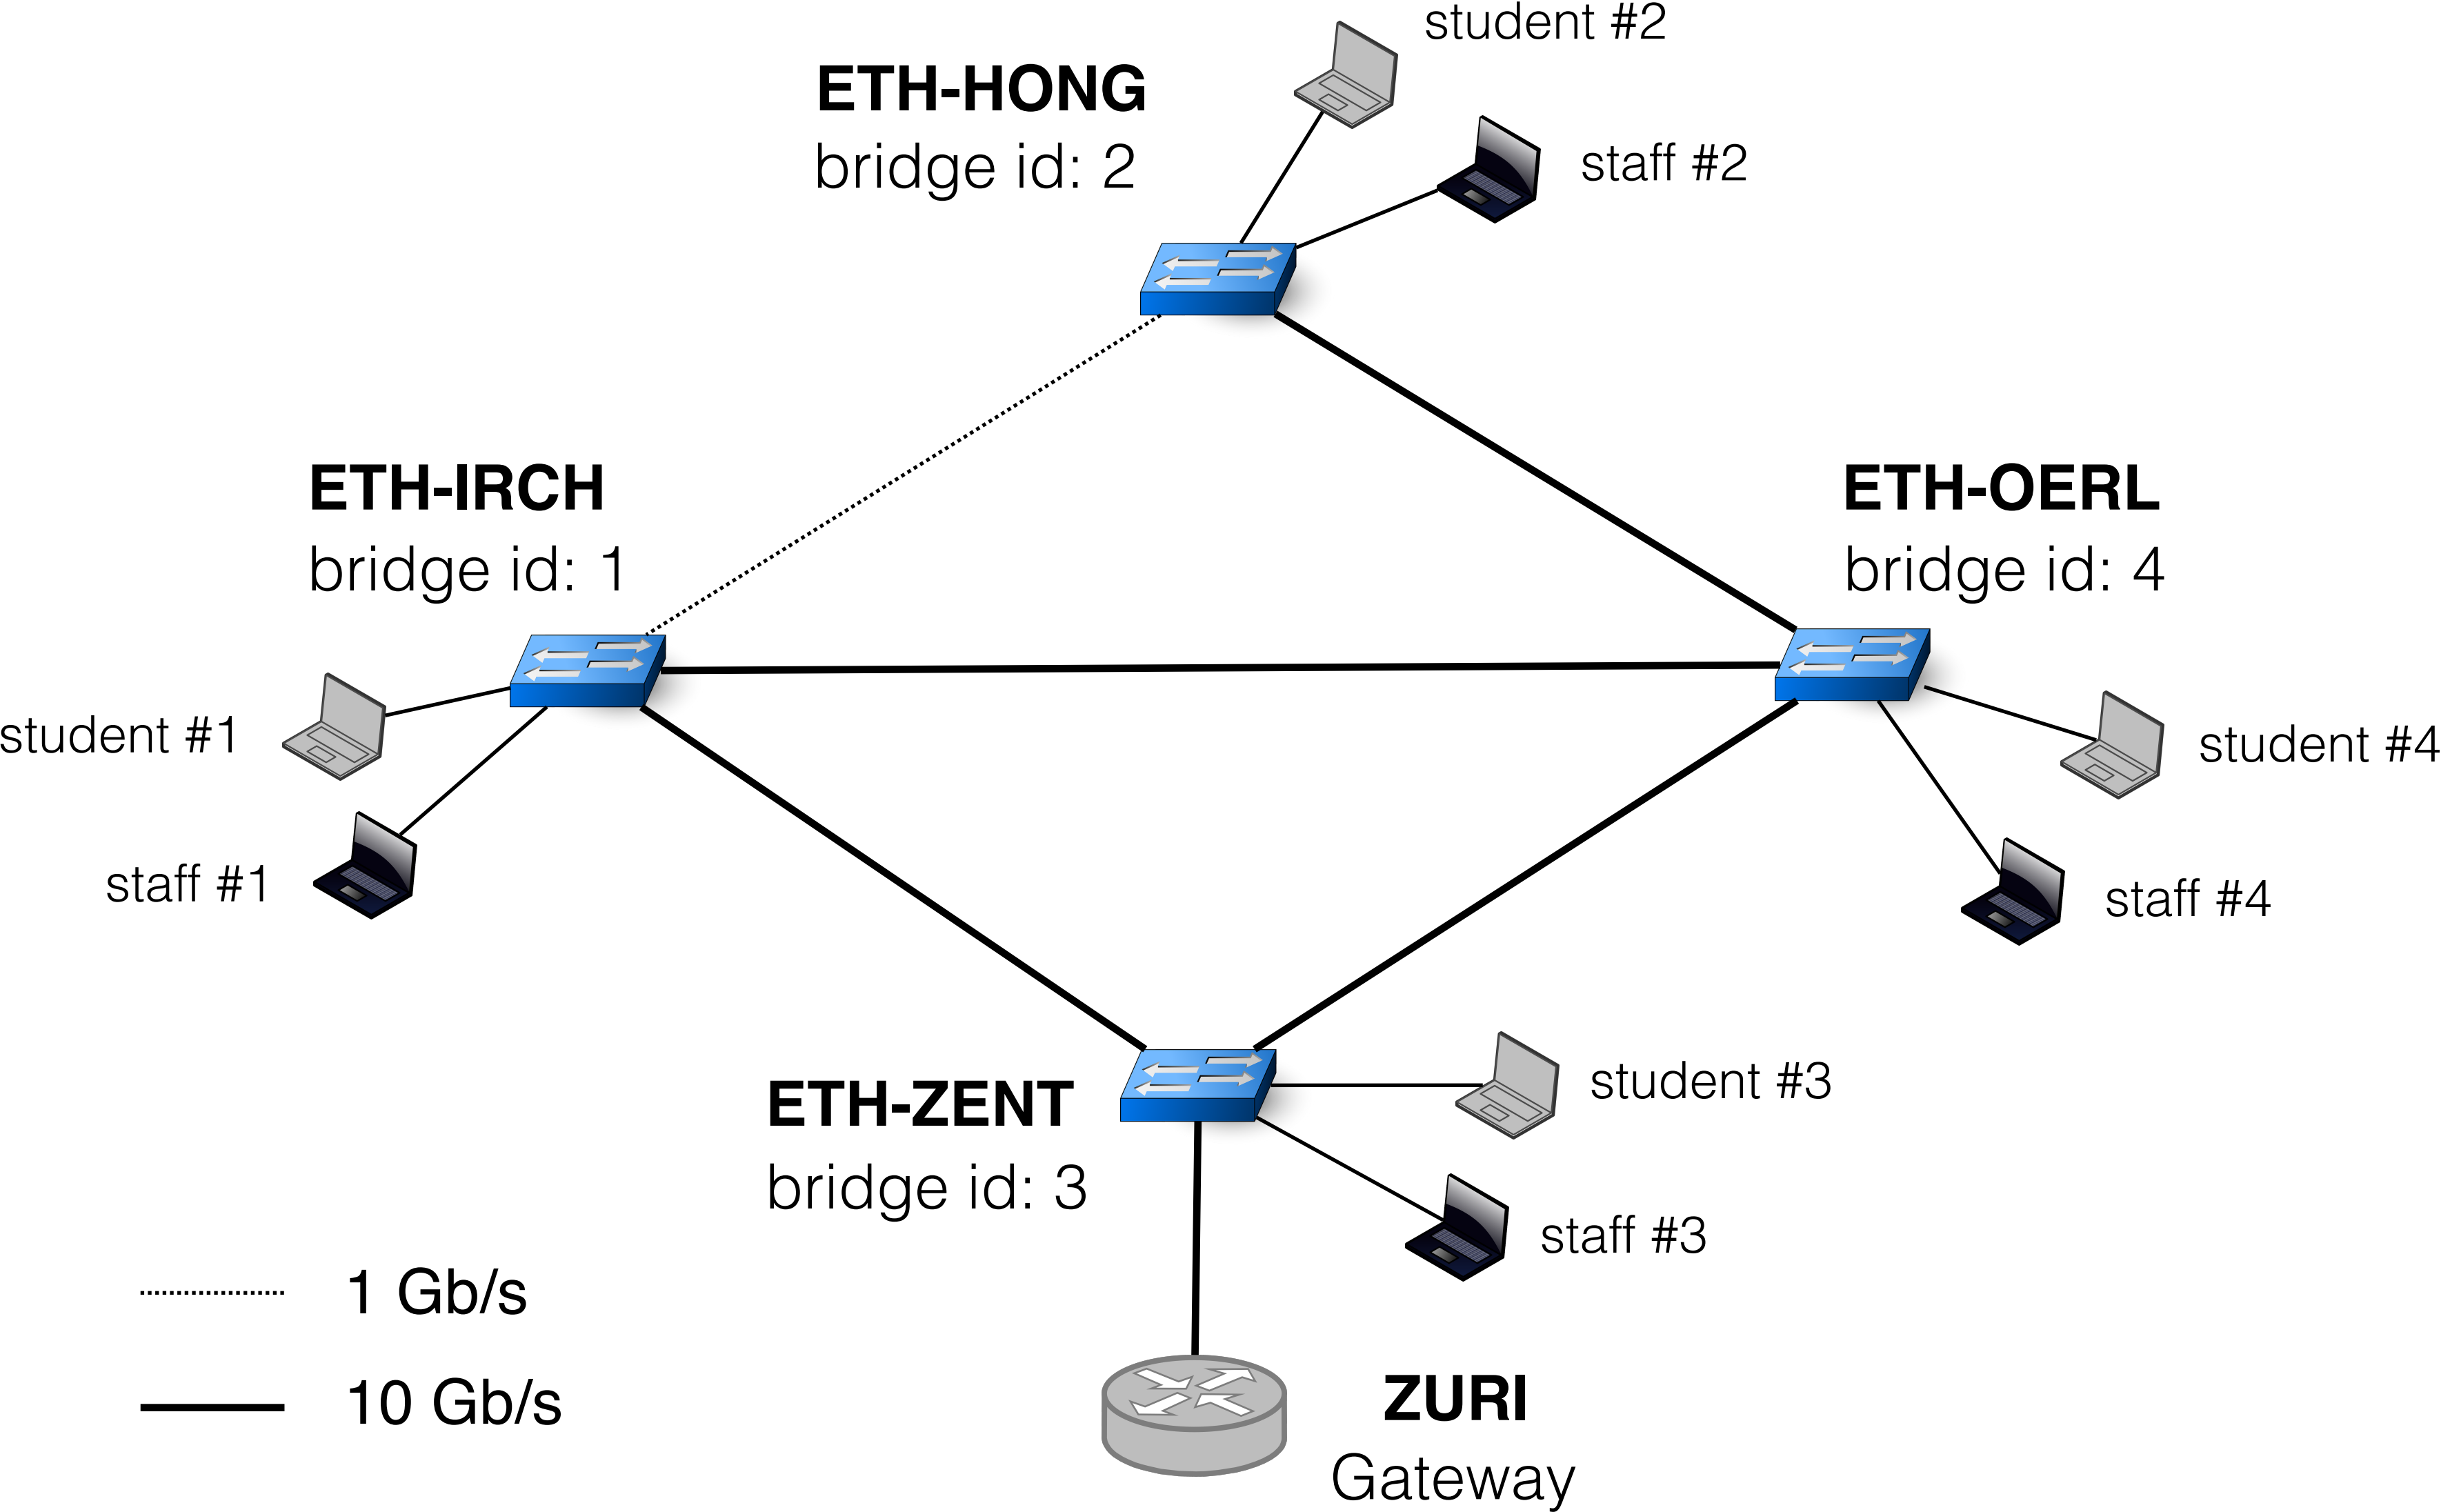 student #2
ETH-HONG
bridge id: 2
staff #2
ETH-IRCH
bridge id: 1
ETH-OERL
bridge id: 4
student #1
staff #1
student #4
staff #4
ETH-ZENT
bridge id: 3
student #3
staff #3
1 Gb/s
10 Gb/s
ZURI
Gateway